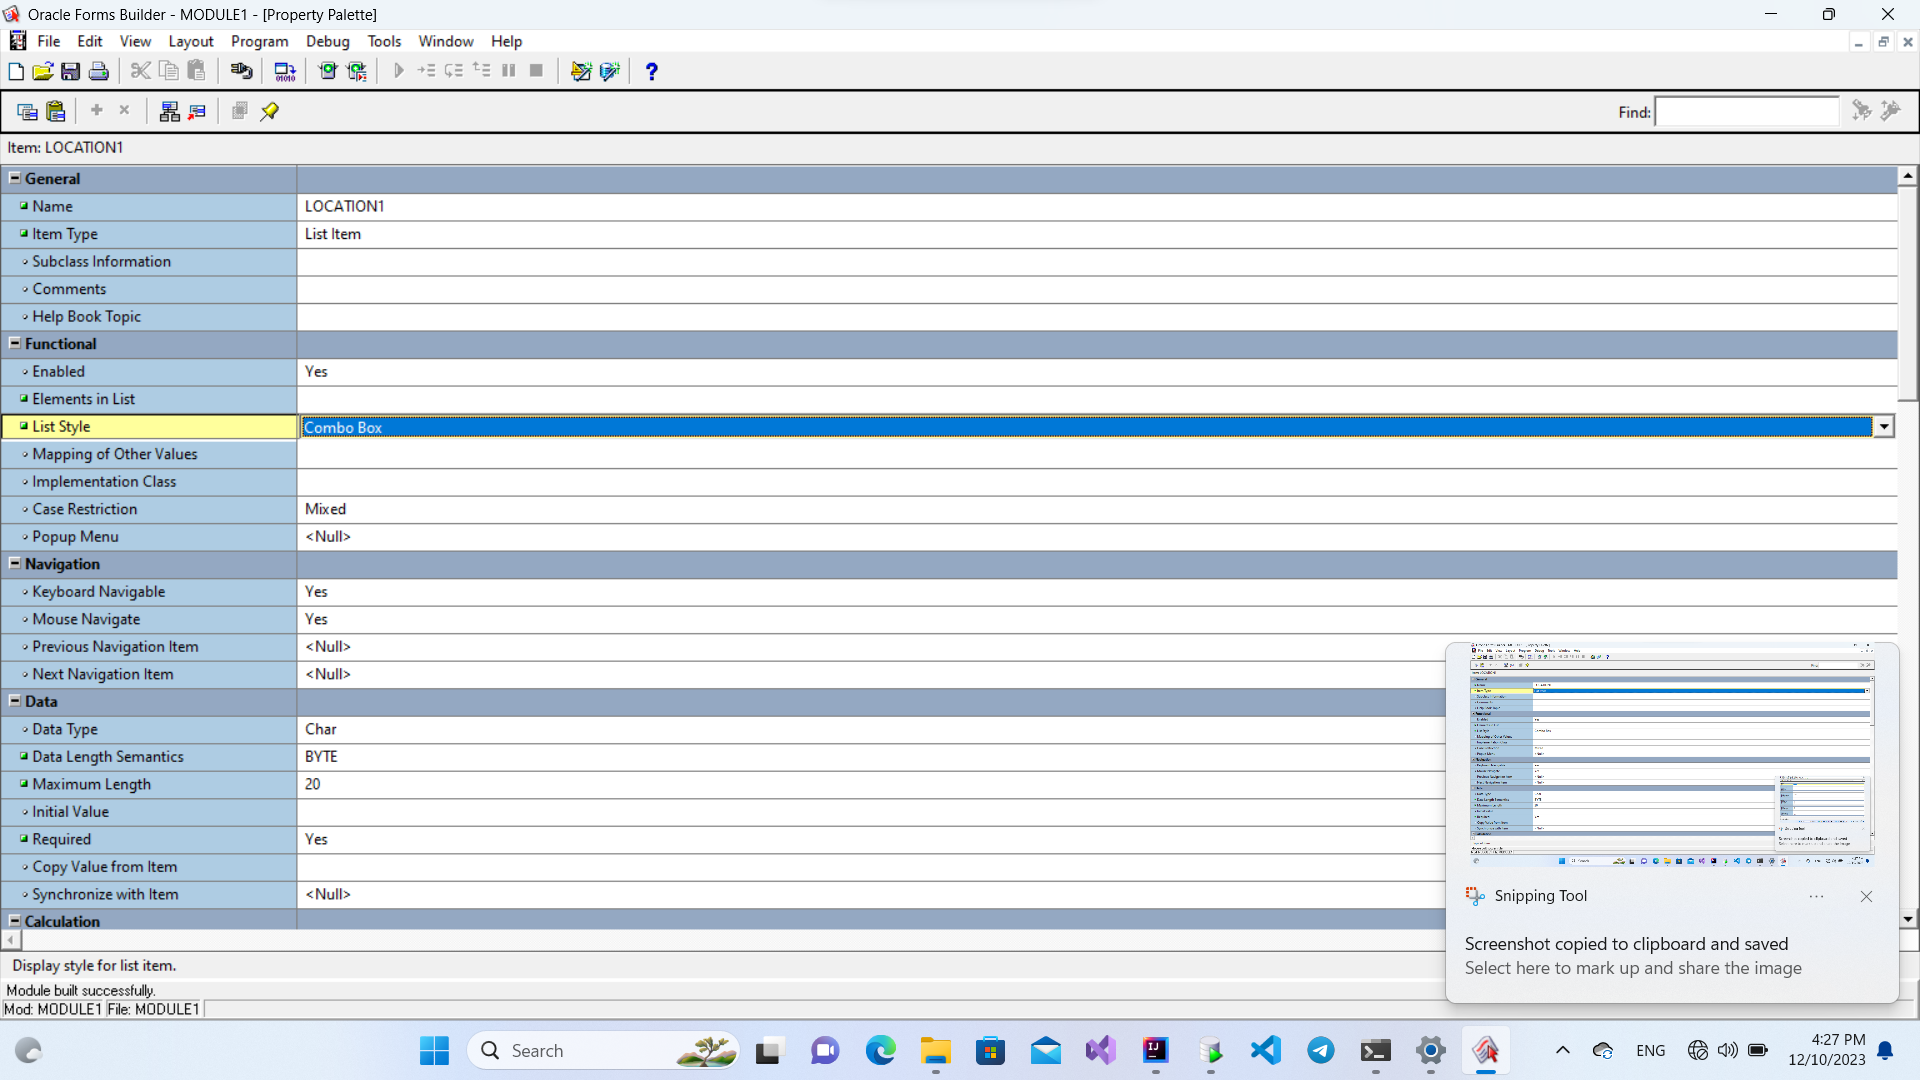 Oracle Forms Builder - MODULE1 - [Property Palette]
File Edit View Layout Program Debug Tools Window Help
Find:
Item: LOCATION1
General
Name LOCATION1
Item Type List Item
Subclass Information
Comments
Help Book Topic
Functional
Enabled Yes
Elements in List
List Style Combo Box
Mapping of Other Values
Implementation Class
Case Restriction Mixed
Popup Menu <Null>
Navigation
Keyboard Navigable Yes
Mouse Navigate Yes
Previous Navigation Item <Null>
Next Navigation Item <Null>
Data
Data Type Char
Data Length Semantics BYTE
Maximum Length 20
Initial Value
Required Yes
Copy Value from Item
Synchronize with Item <Null>
Calculation
Snipping Tool
Screenshot copied to clipboard and saved
Select here to mark up and share the image
Display style for list item.
Module built successfully.
Mod: MODULE1 File: MODULE1
Search
ENG
4:27 PM
12/10/2023